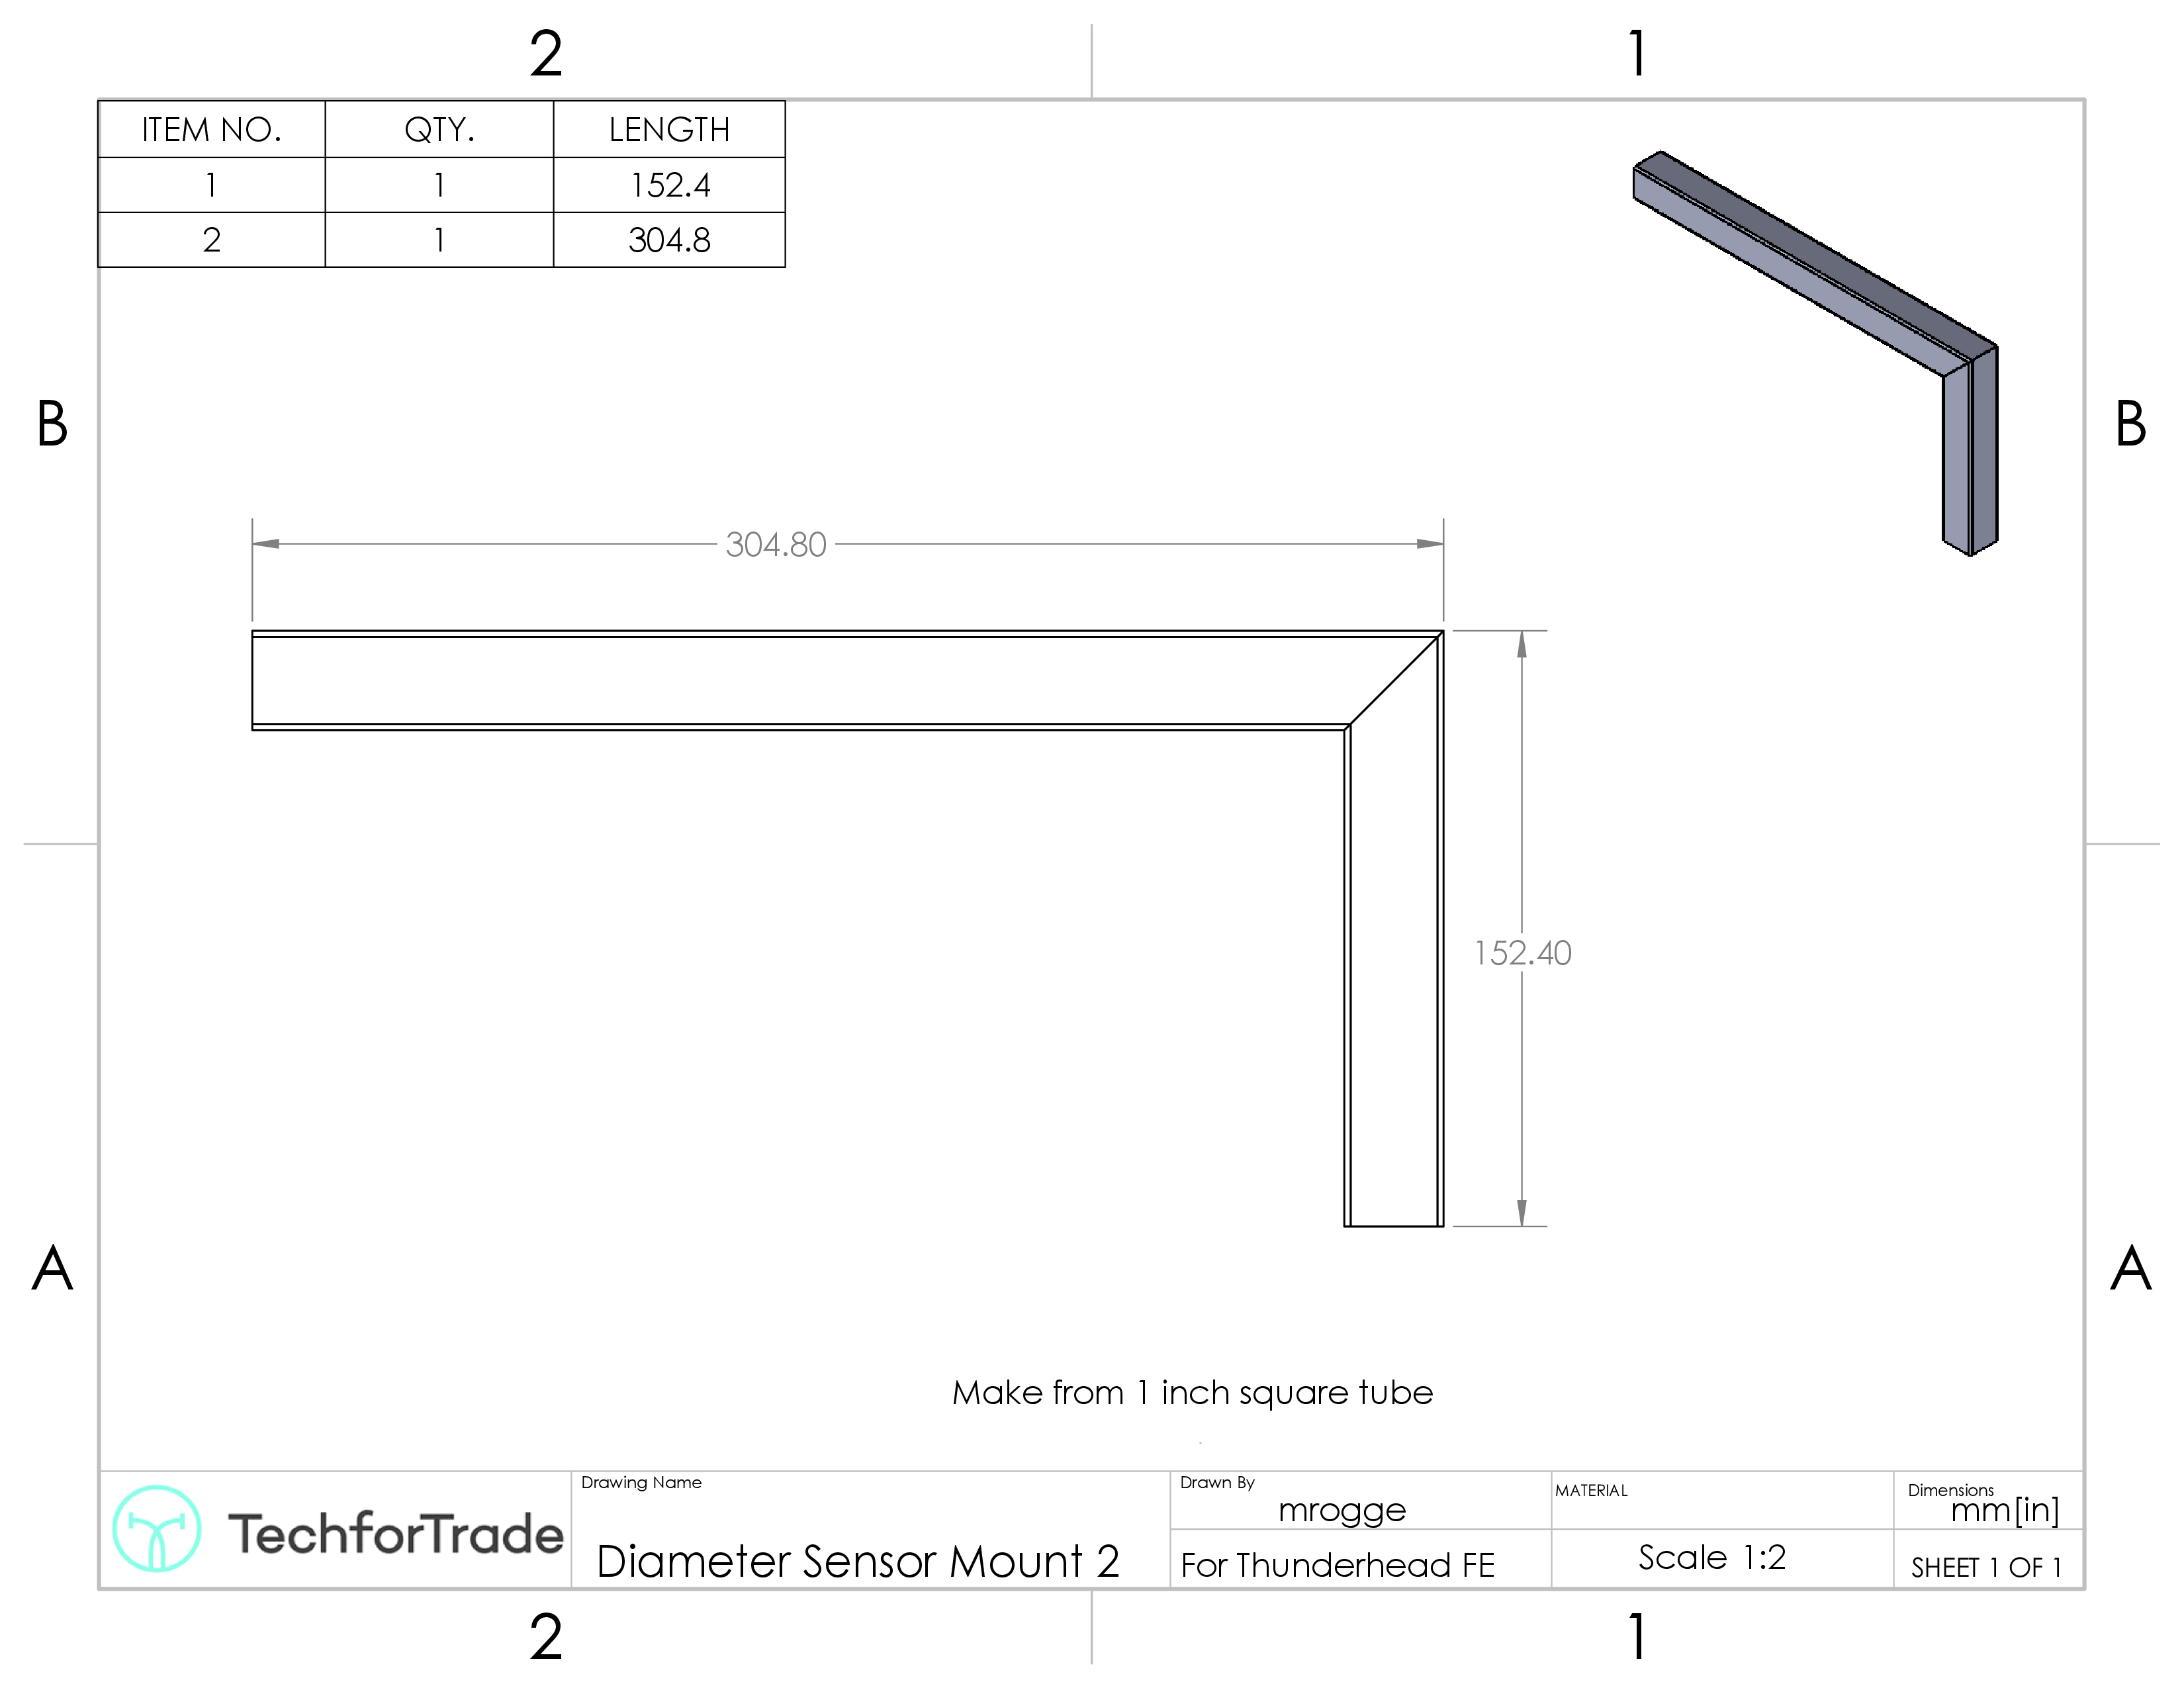 2 1
ITEM NO. QTY. LENGTH
1 1 152.4
2 1 304.8
B B
304.80
152.40
A A
Make from 1 inch square tube
TechforTrade
Drawing Name
Diameter Sensor Mount 2
Drawn By
mrogge
For Thunderhead FE
MATERIAL
Scale 1:2
Dimensions
mm[in]
SHEET 1 OF 1
2 1